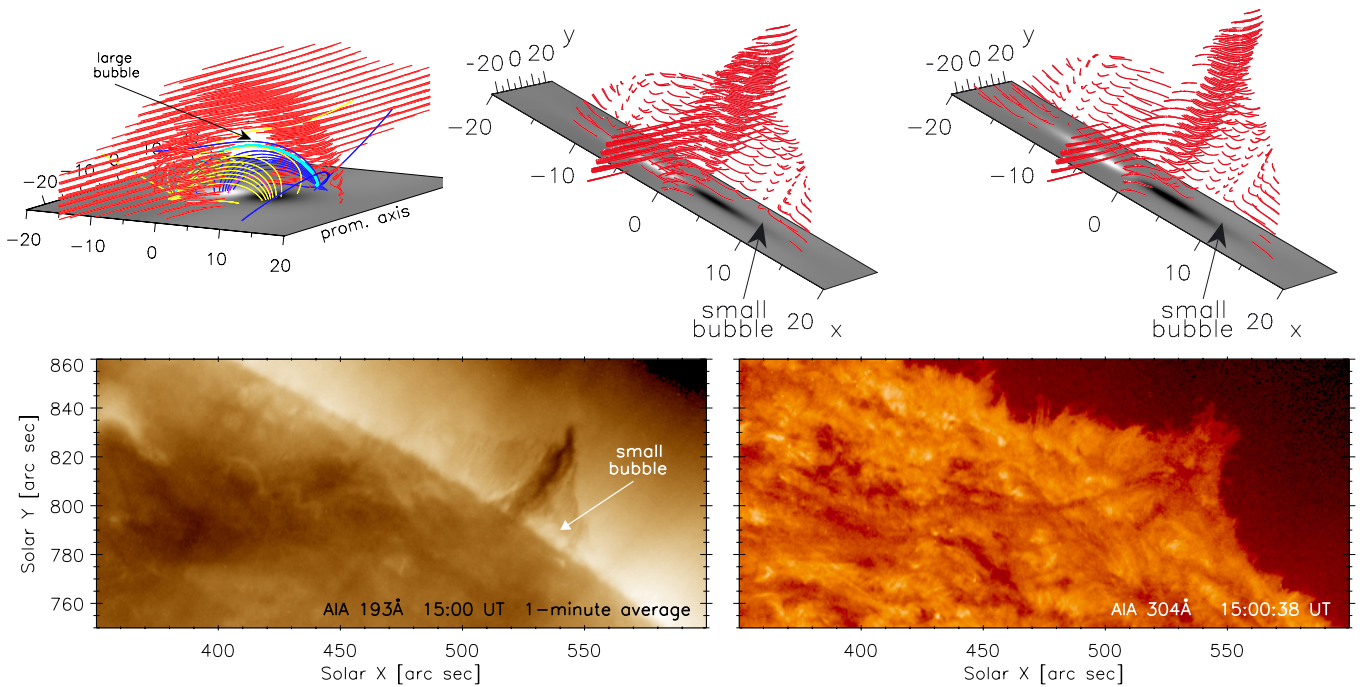 large
bubble
-20
-10
0
-20
-10
0
10
20
prom. axis
y
-20 0 20
-20
-10
0
10
20
x
small
bubble
y
-20 0 20
-20
-10
0
10
20
x
small
bubble
860
840
820
800
780
760
Solar Y [arc sec]
small
bubble
AIA 193Å 15:00 UT 1-minute average
AIA 304Å 15:00:38 UT
400
450
500
550
400
450
500
550
Solar X [arc sec]
Solar X [arc sec]